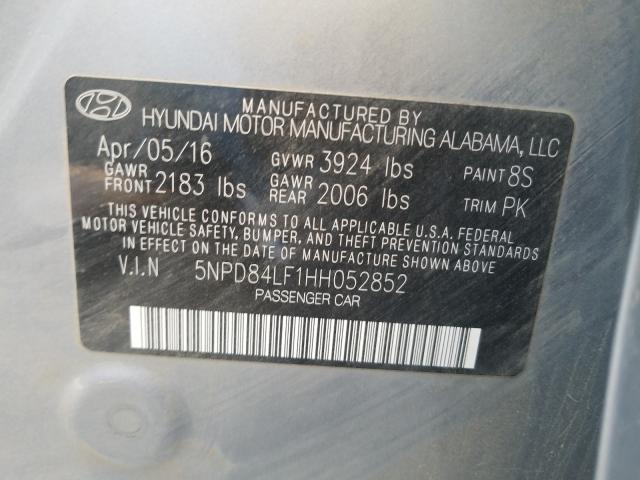 MANUFACTURED BY
HYUNDAI MOTOR MANUFACTURING ALABAMA, LLC
Apr/05/16 GVWR 3924 lbs PAINT 8S
GAWR FRONT 2183 lbs GAWR REAR 2006 lbs TRIM PK
THIS VEHICLE CONFORMS TO ALL APPLICABLE U.S.A. FEDERAL
MOTOR VEHICLE SAFETY, BUMPER, AND THEFT PREVENTION
STANDARDS IN EFFECT ON THE DATE OF MANUFACTURE SHOWN ABOVE.
V.I.N 5NPD84LF1HH052852
PASSENGER CAR